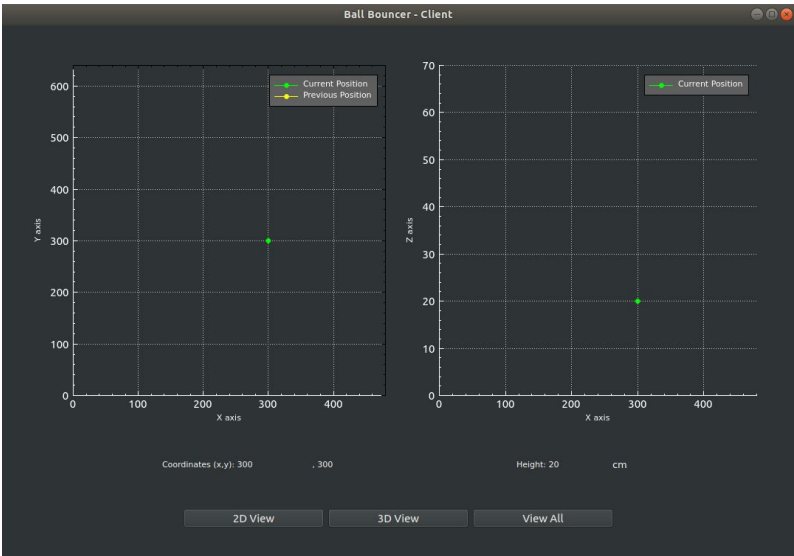 Ball Bouncer - Client
Current Position
Previous Position
600
500
400
300
200
100
0
Y axis
0 100 200 300 400
X axis
Current Position
70
60
50
40
30
20
10
0
Z axis
0 100 200 300 400
X axis
Coordinates (x,y): 300 , 300
Height: 20 cm
2D View 3D View View All